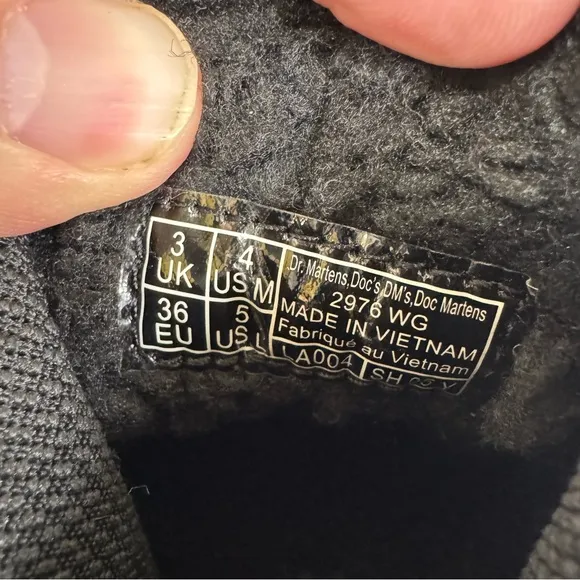 3 UK
4 US M
36 EU
5 US L
Dr. Martens,Doc's,DM's,Doc Martens
2976 WG
MADE IN VIETNAM
Fabriqué au Vietnam
LA004
SH